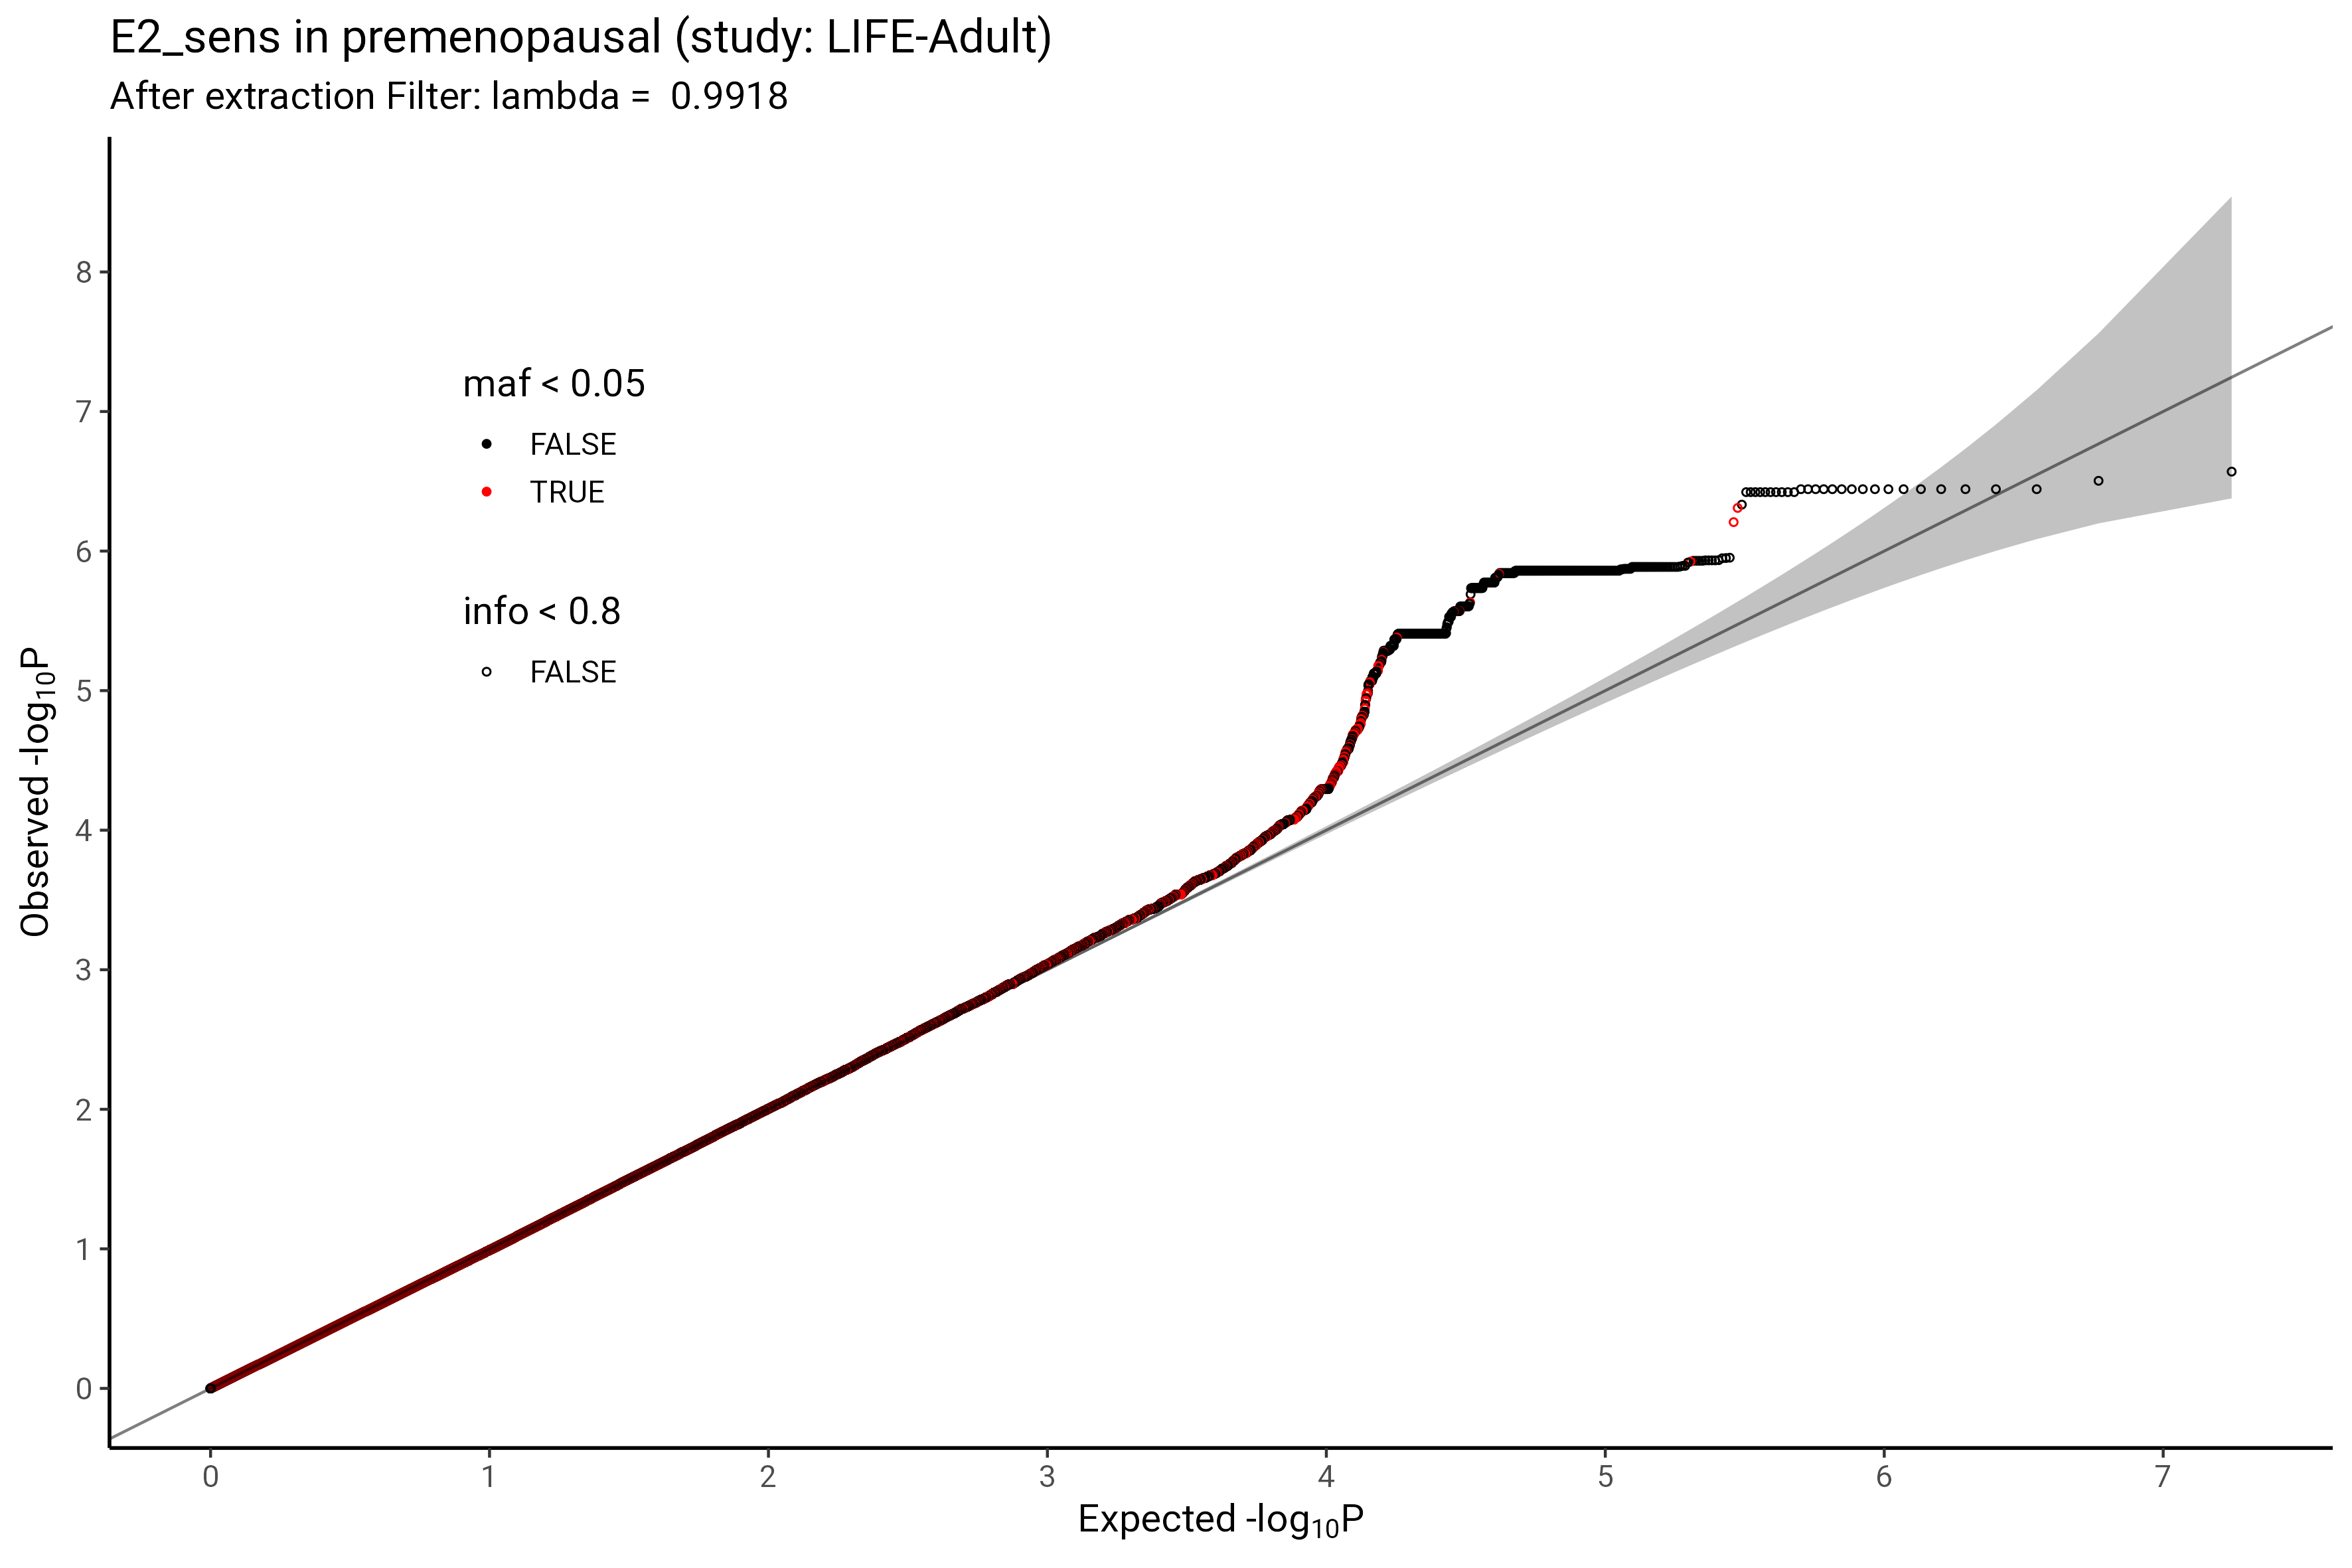 E2_sens in premenopausal (study: LIFE-Adult)
After extraction Filter: lambda =  0.9918
8
7
6
5
4
3
2
1
0
Observed -log10P
maf < 0.05
FALSE
TRUE
info < 0.8
FALSE
0 1 2 3 4 5 6 7
Expected -log10P